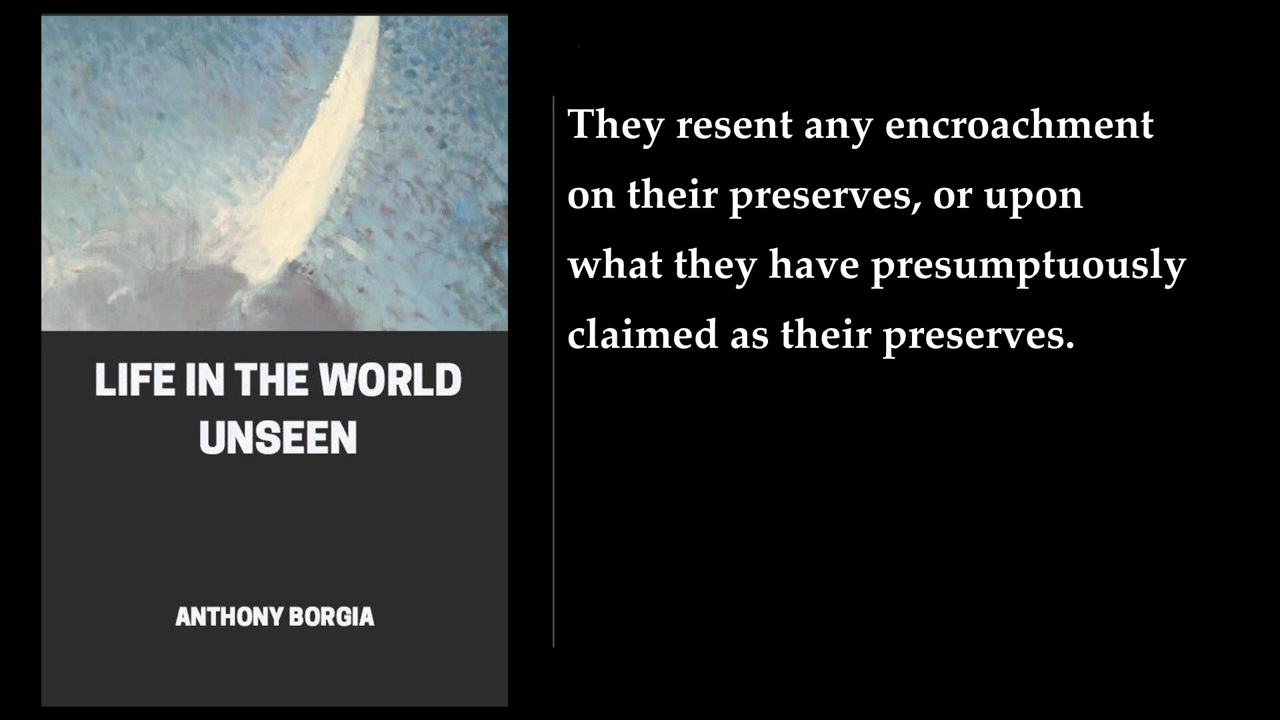 LIFE IN THE WORLD
UNSEEN
ANTHONY BORGIA
They resent any encroachment
on their preserves, or upon
what they have presumptuously
claimed as their preserves.